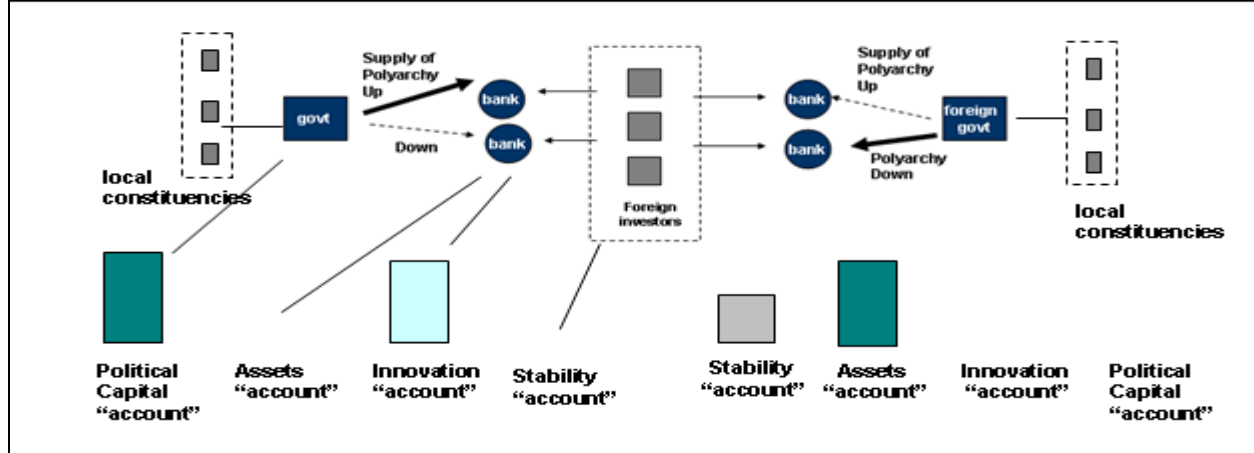 Supply of
Polyarchy
Up
bank
govt
bank
Down
local
constituencies
Foreign
investors
Supply of
Polyarchy
Up
bank
foreign
govt
bank
Polyarchy
Down
local
constituencies
Political
Capital
“account”
Assets
“account”
Innovation
“account”
Stability
“account”
Stability
“account”
Assets
“account”
Innovation
“account”
Political
Capital
“account”